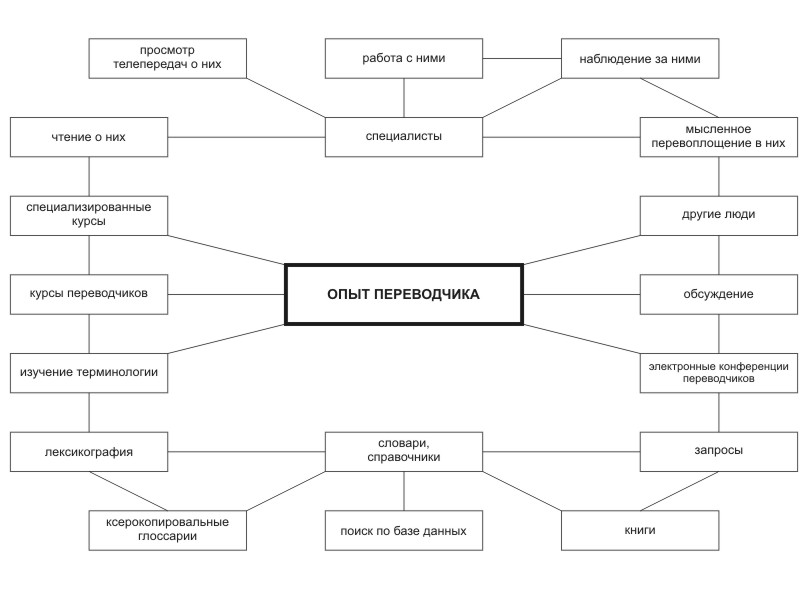 просмотр
телепередач о них
работа с ними
наблюдение за ними
чтение о них
специалисты
мысленное
перевоплощение в них
специализированные
курсы
другие люди
курсы переводчиков
ОПЫТ ПЕРЕВОДЧИКА
обсуждение
изучение терминологии
электронные конференции
переводчиков
лексикография
словари,
справочники
запросы
ксерокопировальные
глоссарии
поиск по базе данных
книги